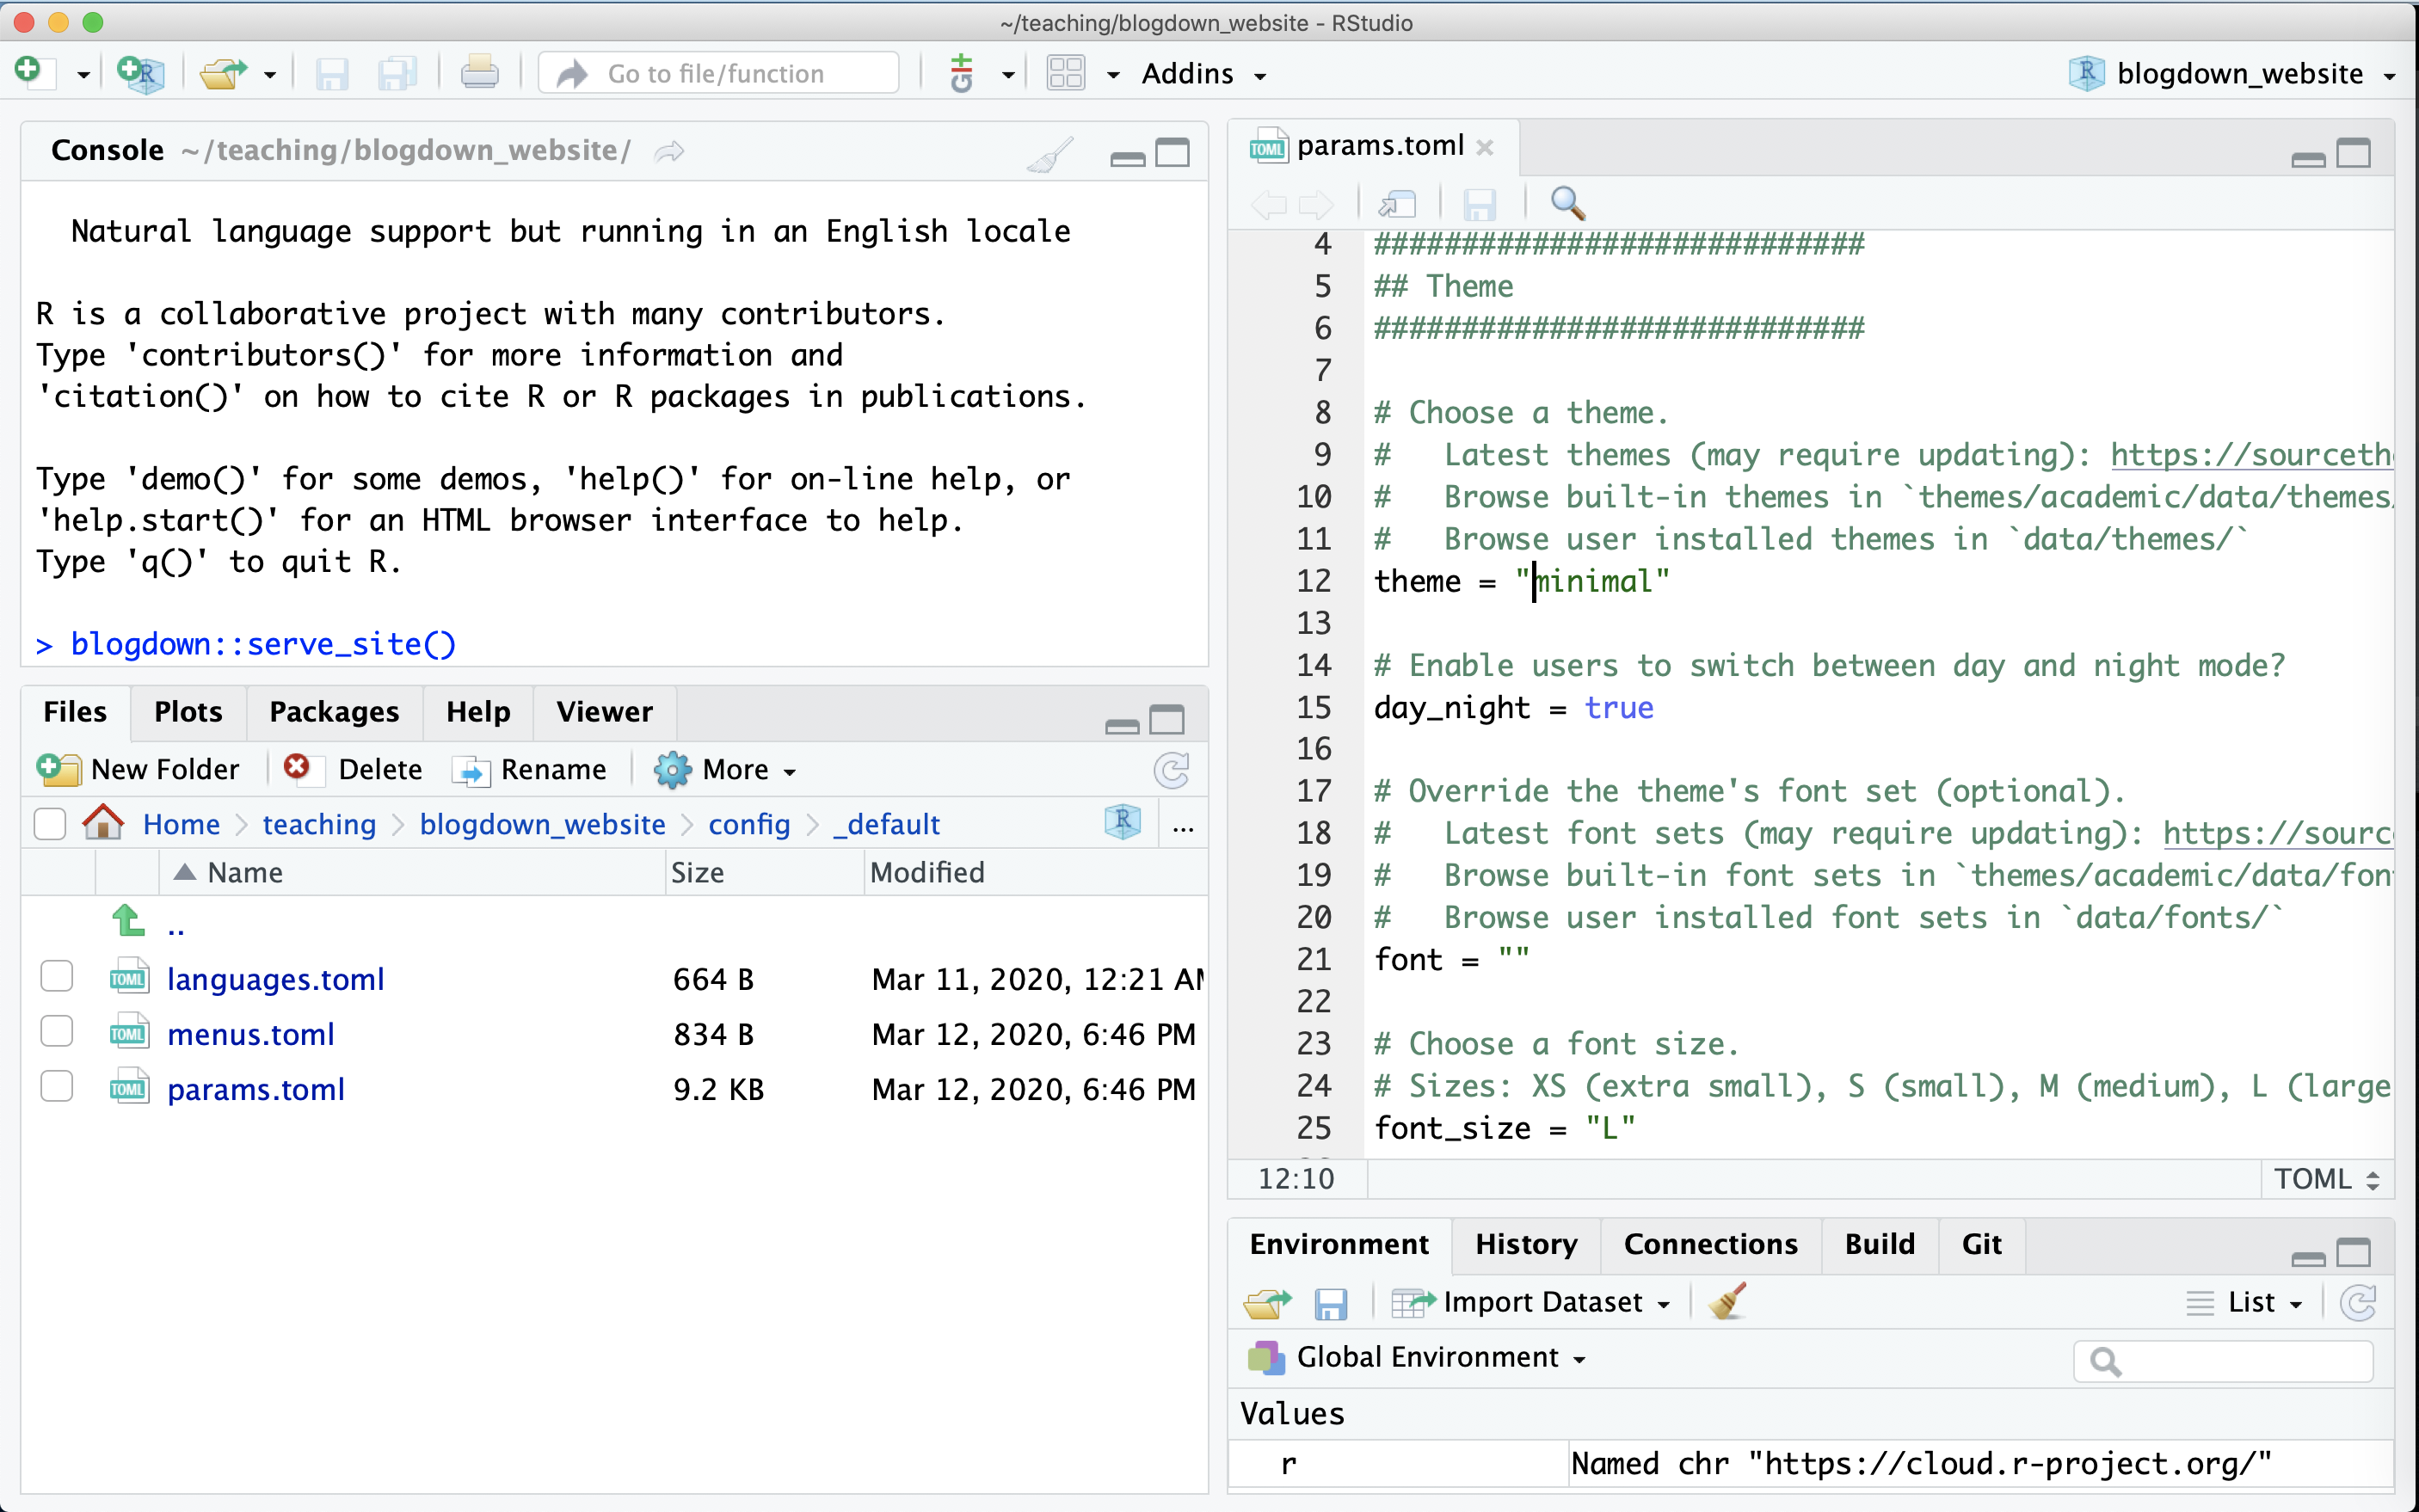 ~/teaching/blogdown_website - RStudio
Go to file/function
Addins
blogdown_website
Console ~/teaching/blogdown_website/
Natural language support but running in an English locale
R is a collaborative project with many contributors.
Type 'contributors()' for more information and
'citation()' on how to cite R or R packages in publications.
Type 'demo()' for some demos, 'help()' for on-line help, or
'help.start()' for an HTML browser interface to help.
Type 'q()' to quit R.
> blogdown::serve_site()
Files Plots Packages Help Viewer
New Folder Delete Rename More
Home teaching blogdown_website config _default ...
Name Size Modified
..
TOML languages.toml 664 B Mar 11, 2020, 12:21 AM
TOML menus.toml 834 B Mar 12, 2020, 6:46 PM
TOML params.toml 9.2 KB Mar 12, 2020, 6:46 PM
TOML params.toml
4 ############################
5 ## Theme
6 ############################
7
8 # Choose a theme.
9 #   Latest themes (may require updating): https://sourceth
10 #   Browse built-in themes in `themes/academic/data/themes/
11 #   Browse user installed themes in `data/themes/`
12 theme = "minimal"
13
14 # Enable users to switch between day and night mode?
15 day_night = true
16
17 # Override the theme's font set (optional).
18 #   Latest font sets (may require updating): https://sourc
19 #   Browse built-in font sets in `themes/academic/data/fon
20 #   Browse user installed font sets in `data/fonts/`
21 font = ""
22
23 # Choose a font size.
24 # Sizes: XS (extra small), S (small), M (medium), L (large
25 font_size = "L"
12:10 TOML
Environment History Connections Build Git
Import Dataset List
Global Environment
Values
r Named chr "https://cloud.r-project.org/"